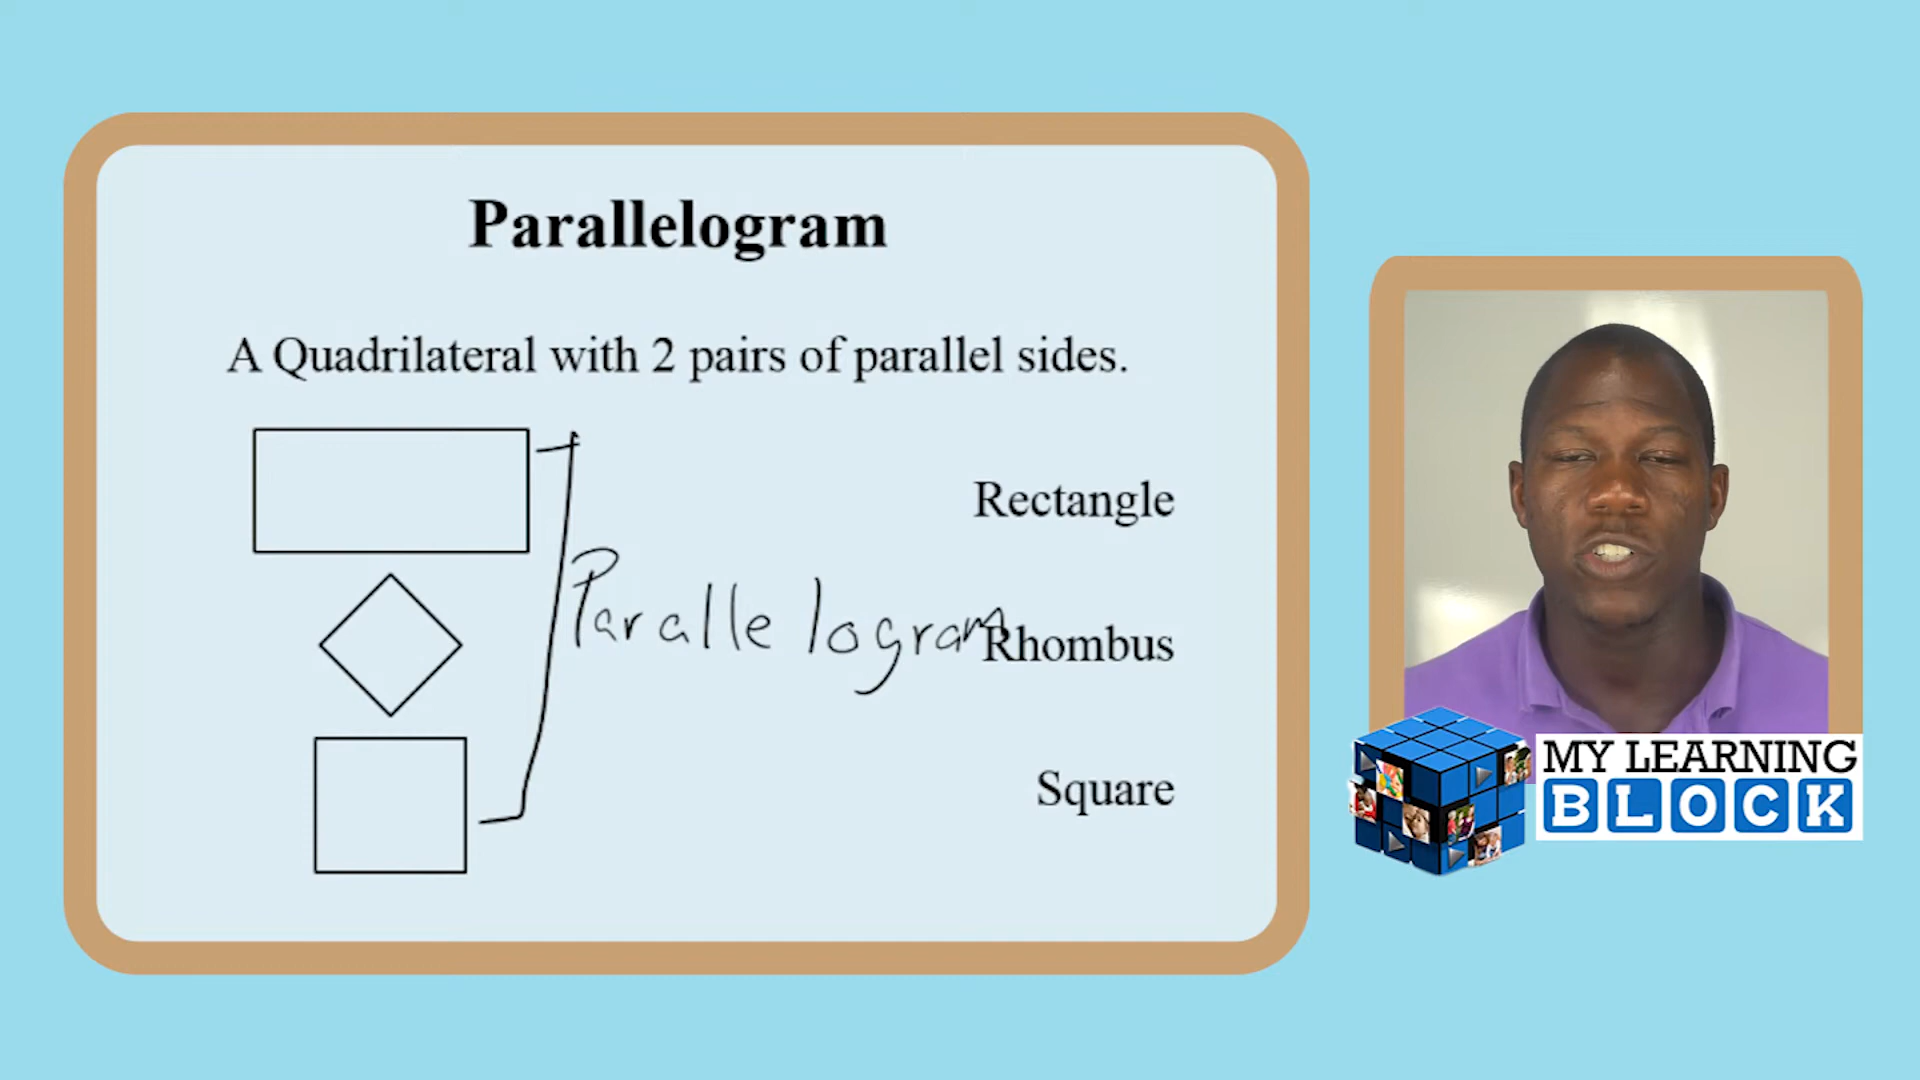 Parallelogram
A Quadrilateral with 2 pairs of parallel sides.
Rectangle
Parallelogram
Rhombus
Square
MY LEARNING
BLOCK